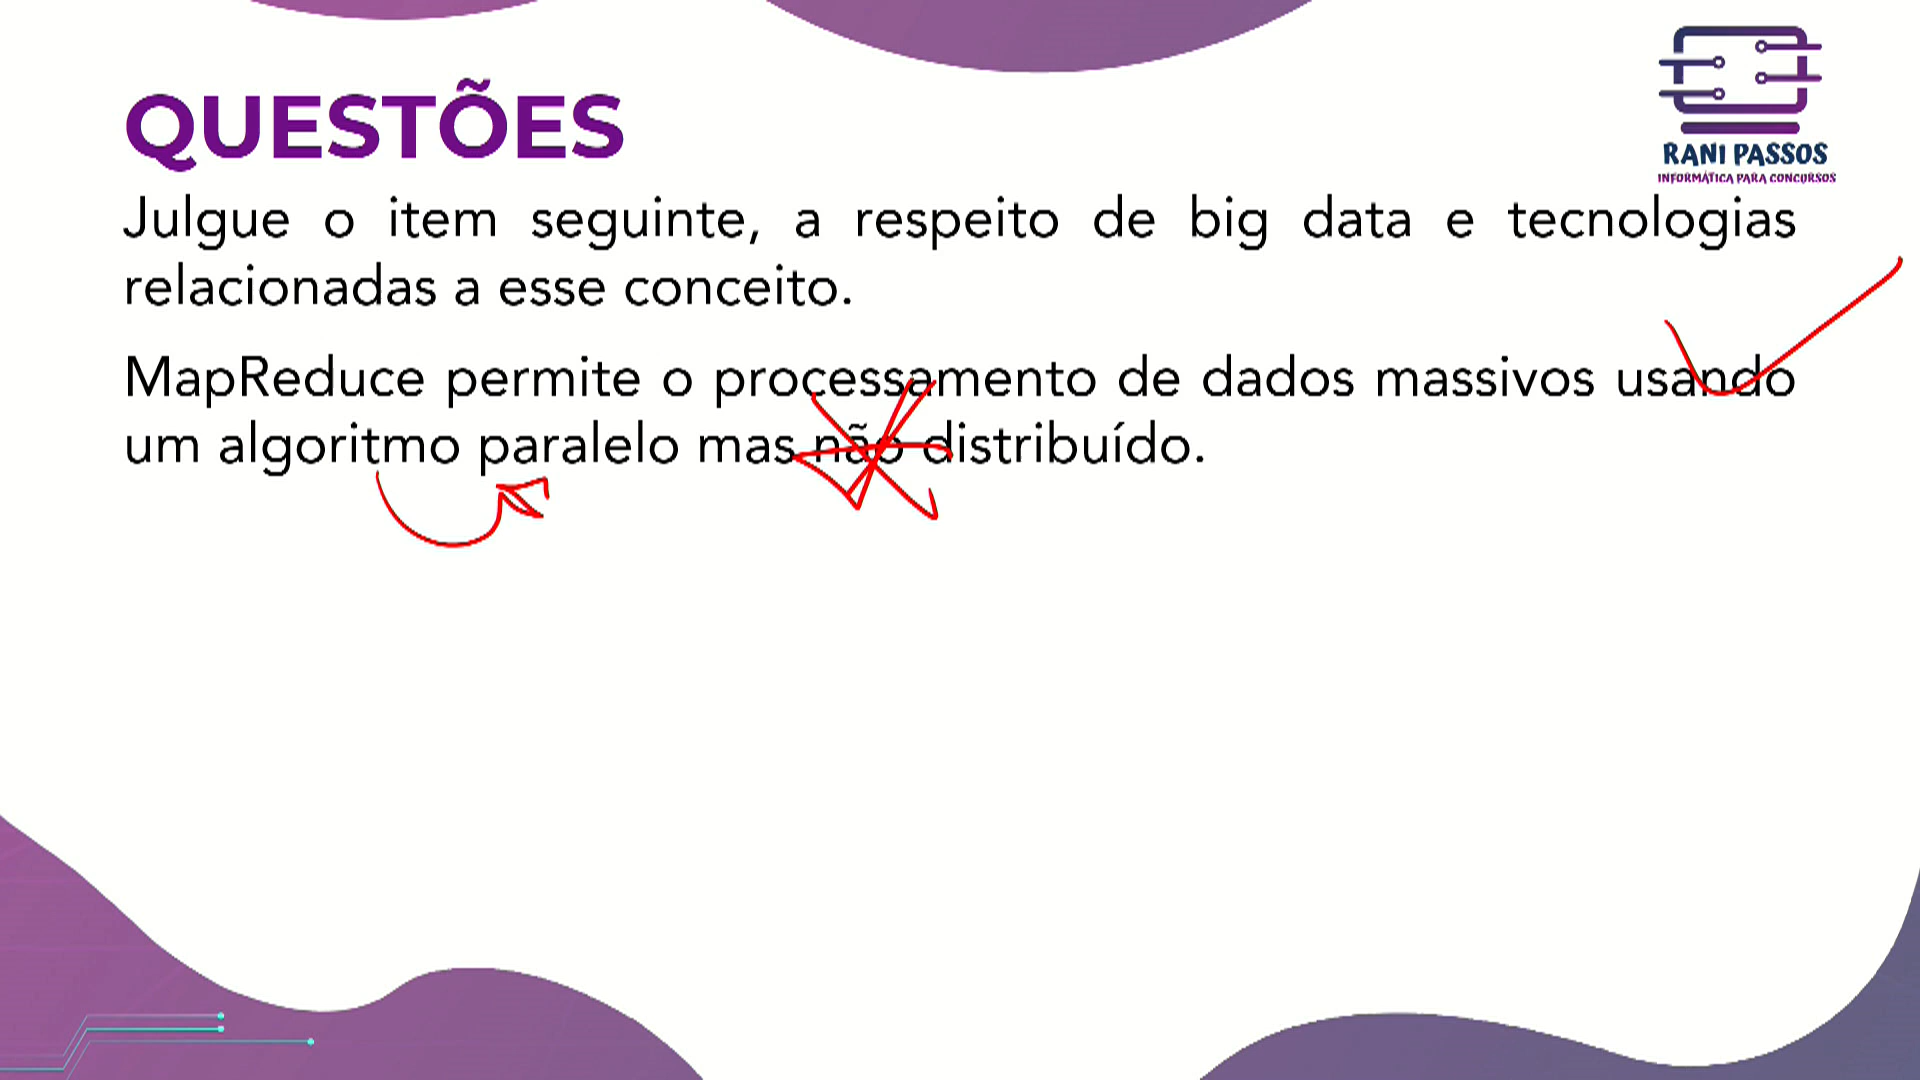 QUESTÕES
RANI PASSOS
INFORMÁTICA PARA CONCURSOS
Julgue o item seguinte, a respeito de big data e tecnologias
relacionadas a esse conceito.
MapReduce permite o processamento de dados massivos usando
um algoritmo paralelo mas não distribuído.